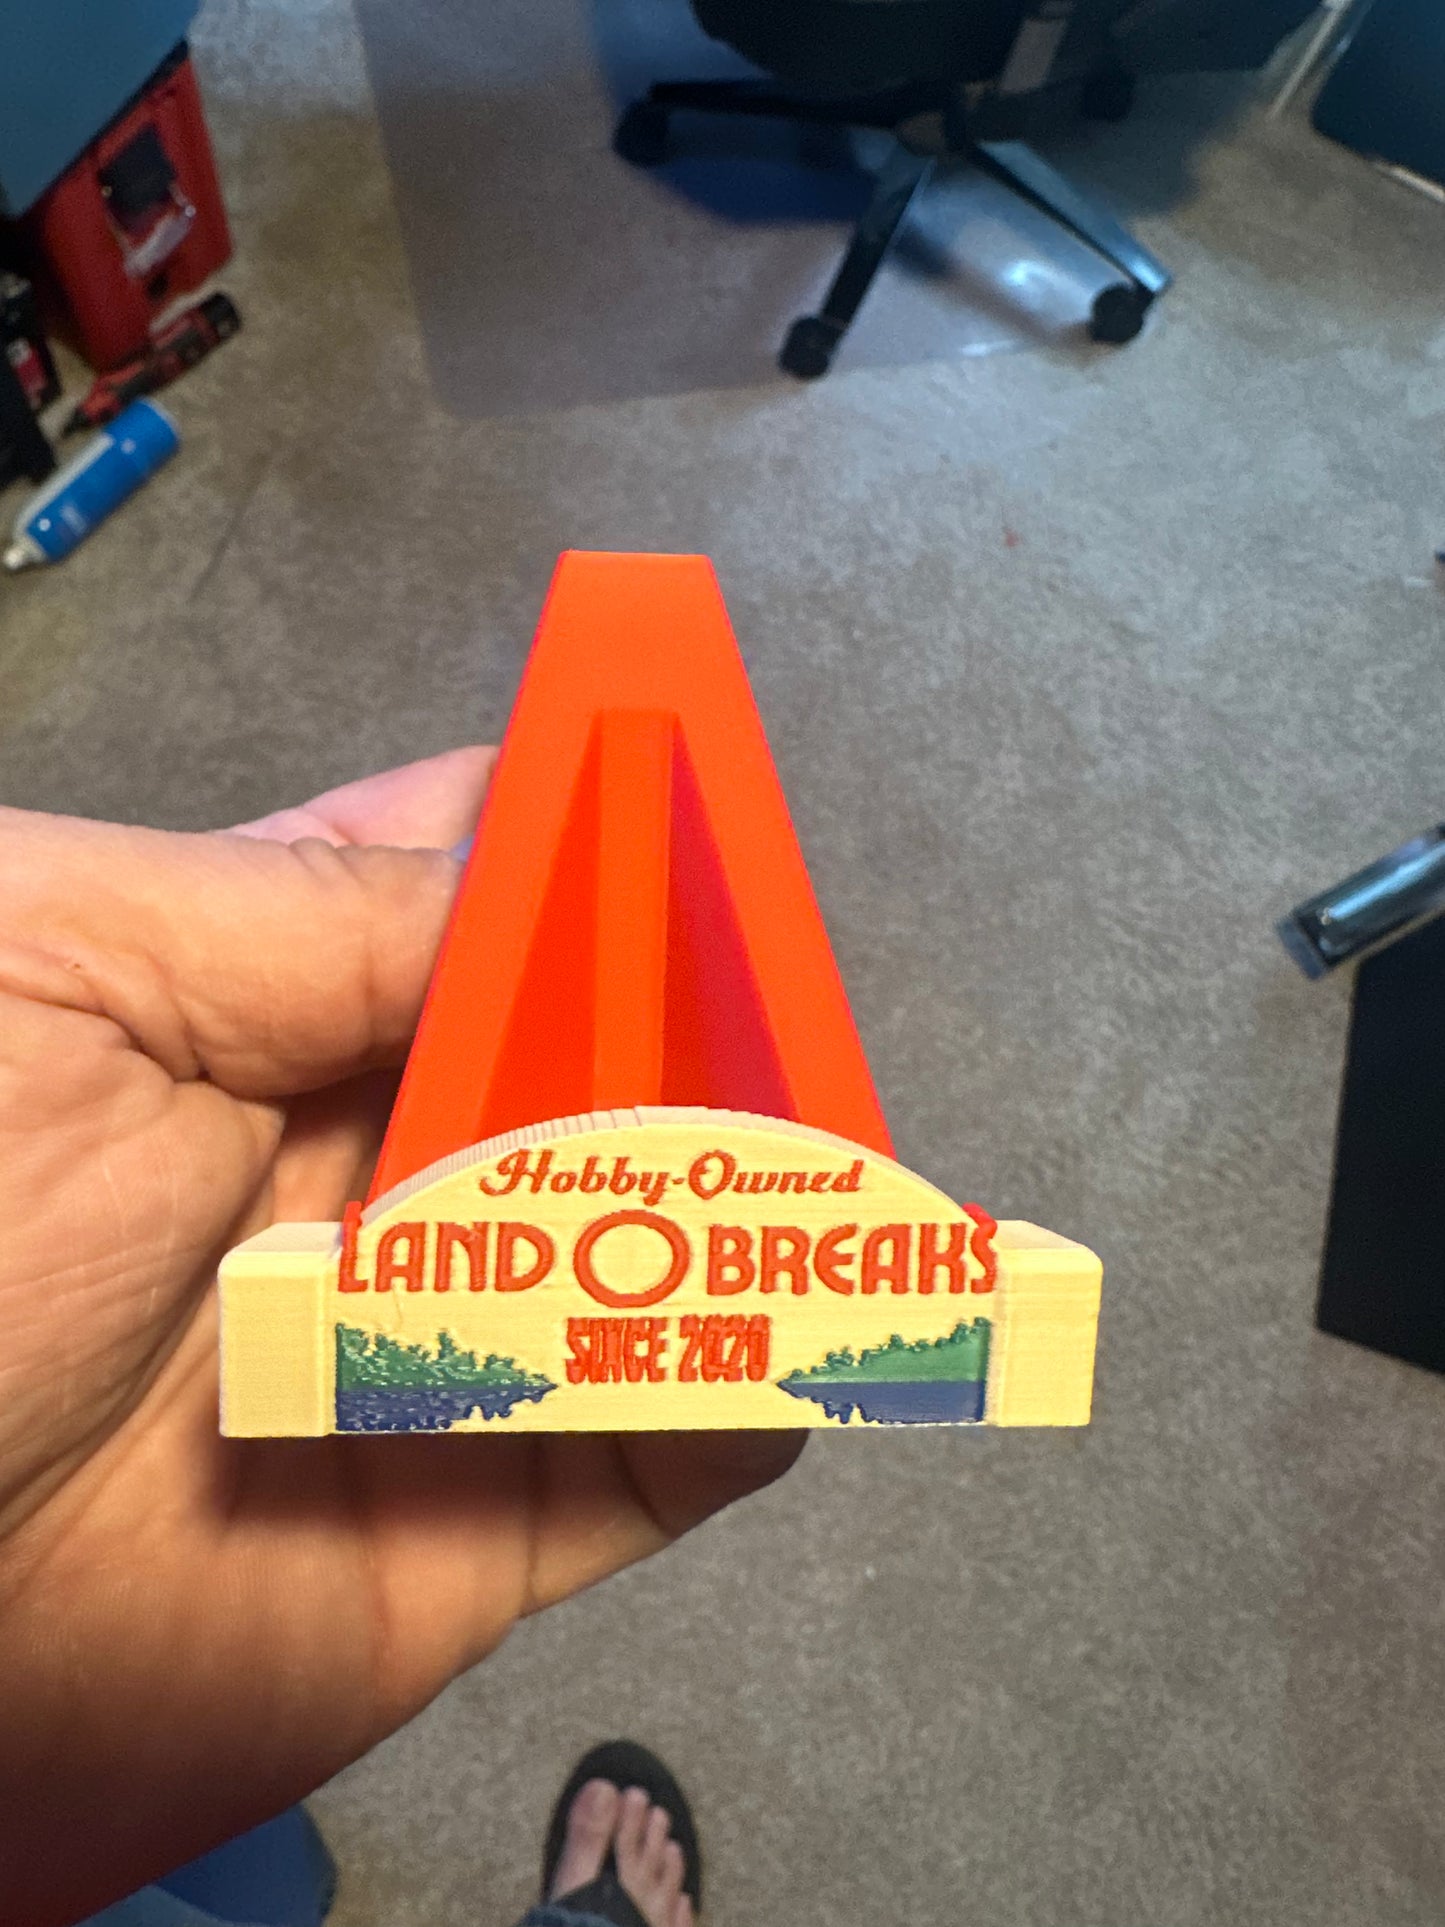 Hobby-Owned
LAND O BREAKS
SINCE 2020